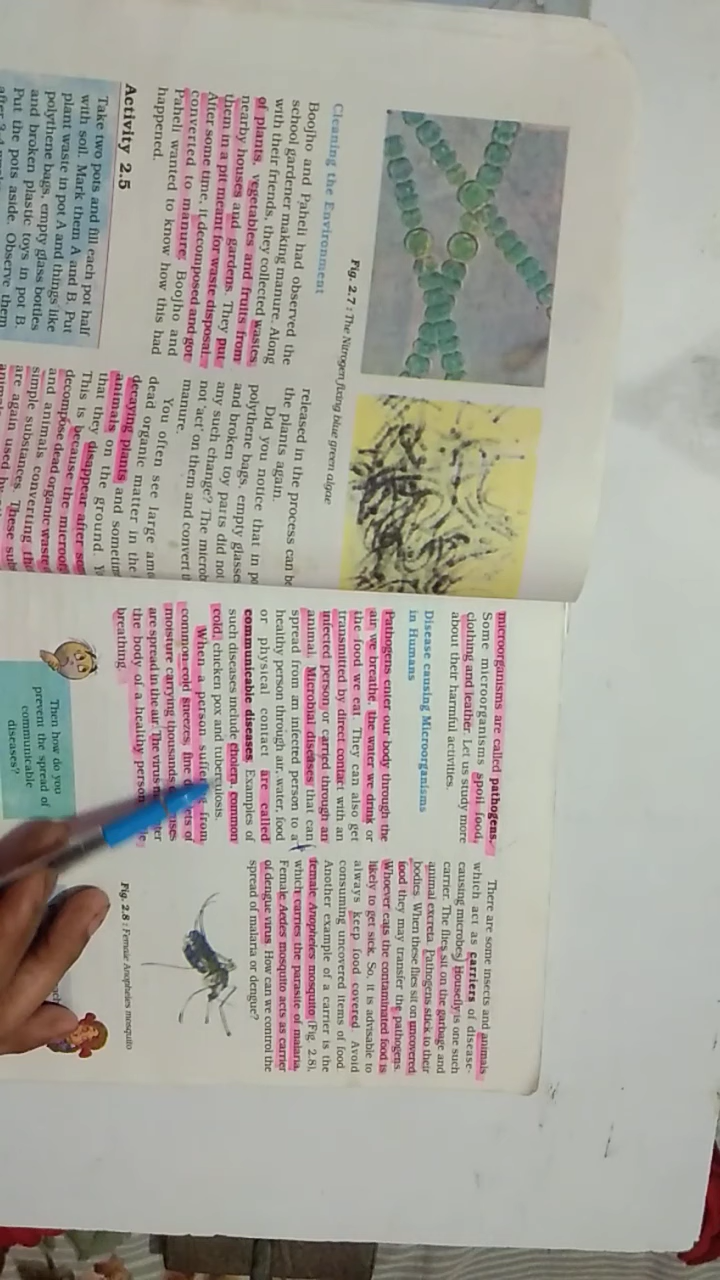 Fig. 2.7 : The Nitrogen fixing blue green algae
Cleaning the Environment
Boojho and Paheli had observed the
school gardener making manure. Along
with their friends, they collected wastes
of plants, vegetables and fruits from
nearby houses and gardens. They put
them in a pit meant for waste disposal.
After some time, it decomposed and got
converted to manure. Boojho and
Paheli wanted to know how this had
happened.
Activity 2.5
Take two pots and fill each pot half
with soil. Mark them A and B. Put
plant waste in pot A and things like
polythene bags, empty glass bottles
and broken plastic toys in pot B.
Put the pots aside. Observe them
released in the process can b
the plants again.
Did you notice that in p
polythene bags, empty glasse
and broken toy parts did not
any such change? The microb
not 'act' on them and convert t
manure.
You often see large am
dead organic matter in the
decaying plants and sometim
animals on the ground. Y
that they disappear after so
This is because the microo
decompose dead organic waste
and animals converting th
simple substances. These sub
are again used by
microorganisms are called pathogens.
Some microorganisms spoil food,
clothing and leather. Let us study more
about their harmful activities.
Disease causing Microorganisms
in Humans
Pathogens enter our body through the
air we breathe, the water we drink or
the food we eat. They can also get
transmitted by direct contact with an
infected person or carried through an
animal. Microbial diseases that can
spread from an infected person to a
healthy person through air, water, food
or physical contact are called
communicable diseases. Examples of
such diseases include cholera, common
cold, chicken pox and tuberculosis.
When a person from
common cold sneezes, fine of
moisture carrying thousands
are spread in the air. The virus
the body of a healthy person
breathing.
Then how do you
prevent the spread of
communicable
diseases?
There are some insects and animals
which act as carriers of disease-
causing microbes. Housefly is one such
carrier. The flies sit on the garbage and
animal excreta. Pathogens stick to their
bodies. When these flies sit on uncovered
food they may transfer the pathogens.
Whoever eats the contaminated food is
likely to get sick. So, it is advisable to
always keep food covered. Avoid
consuming uncovered items of food.
Another example of a carrier is the
female Anopheles mosquito (Fig. 2.8),
which carries the parasite of malaria.
Female Aedes mosquito acts as carrier
of dengue virus. How can we control the
spread of malaria or dengue?
Fig. 2.8 : Female Anopheles mosquito